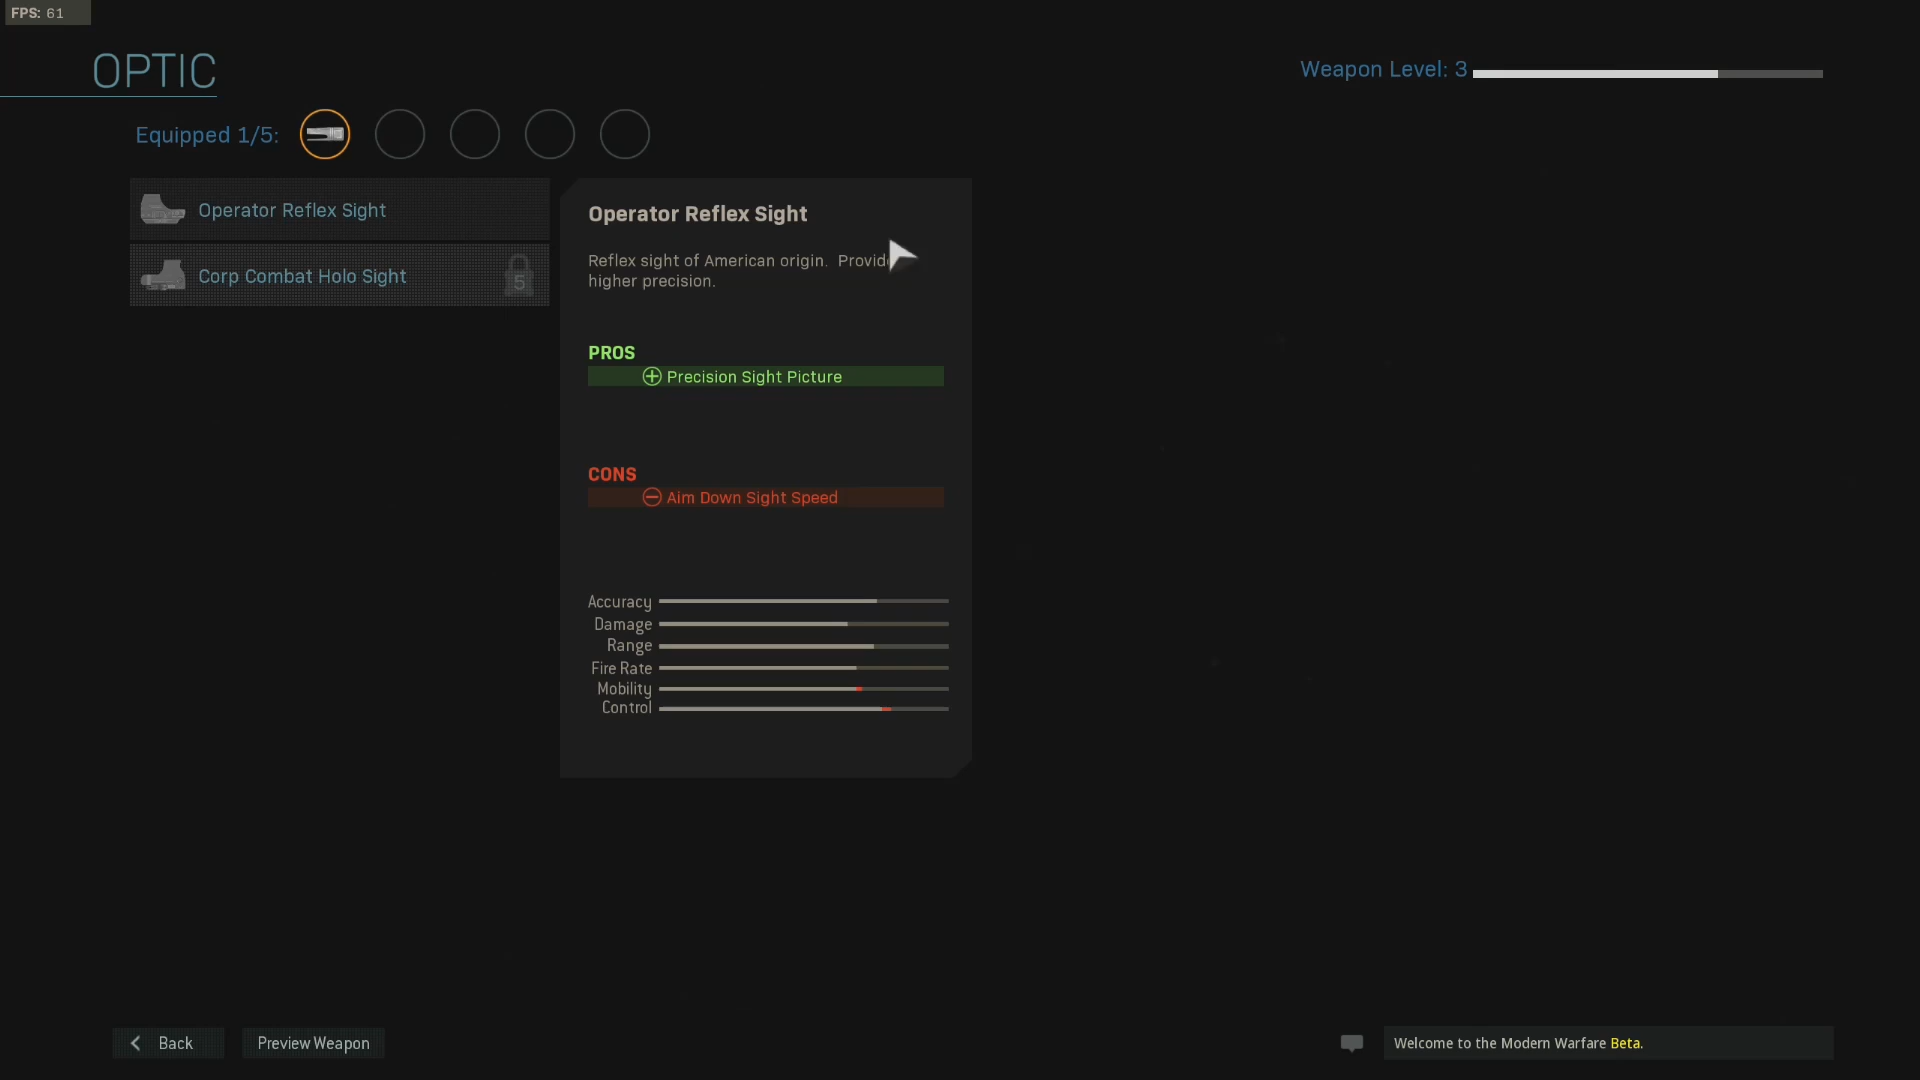 FPS: 61
OPTIC
Weapon Level: 3
Equipped 1/5:
Operator Reflex Sight
Corp Combat Holo Sight
5
Operator Reflex Sight
Reflex sight of American origin. Provide
higher precision.
PROS
Precision Sight Picture
CONS
Aim Down Sight Speed
Accuracy
Damage
Range
Fire Rate
Mobility
Control
Back
Preview Weapon
Welcome to the Modern Warfare Beta.